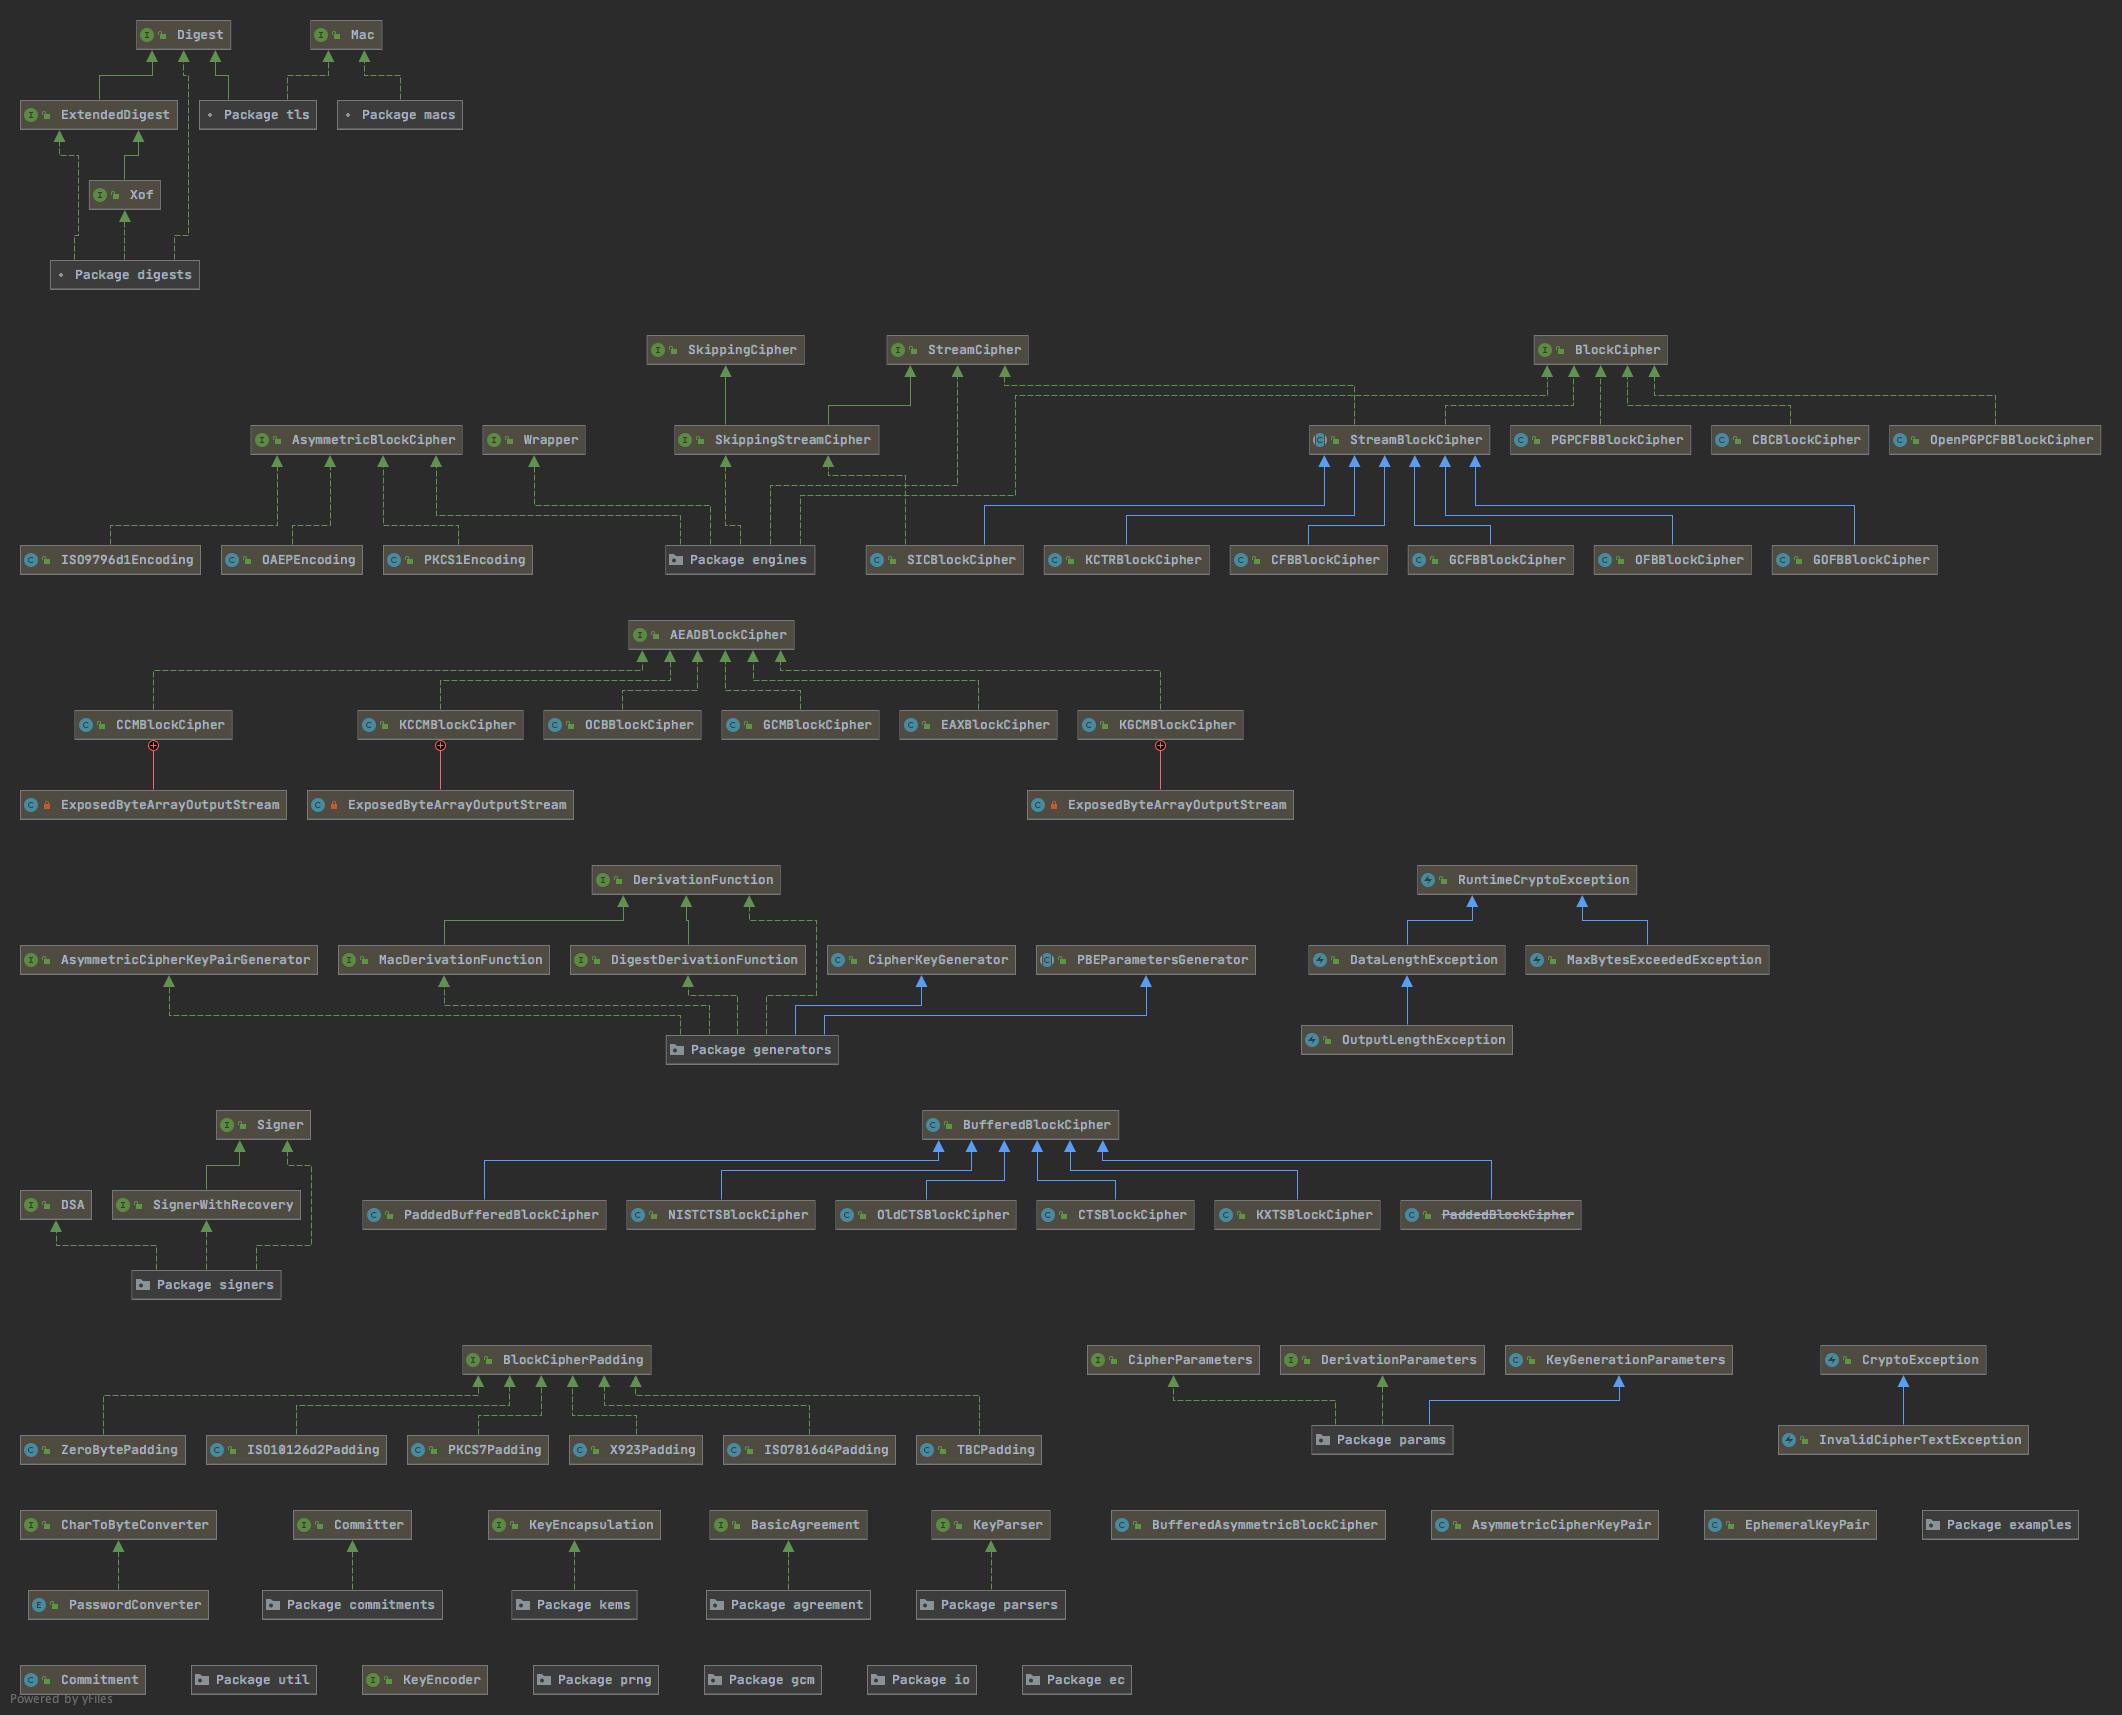 Digest
Mac
ExtendedDigest
Package tls
Package macs
Xof
Package digests
SkippingCipher
StreamCipher
BlockCipher
AsymmetricBlockCipher
Wrapper
SkippingStreamCipher
StreamBlockCipher
PGPCFBBlockCipher
CBCBlockCipher
OpenPGPCFBBlockCipher
ISO9796d1Encoding
OAEPEncoding
PKCS1Encoding
Package engines
SICBlockCipher
KCTRBlockCipher
CFBBlockCipher
GCFBBlockCipher
OFBBlockCipher
GOFBBlockCipher
AEADBlockCipher
CCMBlockCipher
KCCMBlockCipher
OCBBlockCipher
GCMBlockCipher
EAXBlockCipher
KGCMBlockCipher
ExposedByteArrayOutputStream
ExposedByteArrayOutputStream
ExposedByteArrayOutputStream
DerivationFunction
RuntimeCryptoException
AsymmetricCipherKeyPairGenerator
MacDerivationFunction
DigestDerivationFunction
CipherKeyGenerator
PBEParametersGenerator
DataLengthException
MaxBytesExceededException
Package generators
OutputLengthException
Signer
BufferedBlockCipher
DSA
SignerWithRecovery
PaddedBufferedBlockCipher
NISTCTSBlockCipher
OldCTSBlockCipher
CTSBlockCipher
KXTSBlockCipher
PaddedBlockCipher
Package signers
BlockCipherPadding
CipherParameters
DerivationParameters
KeyGenerationParameters
CryptoException
ZeroBytePadding
ISO10126d2Padding
PKCS7Padding
X923Padding
ISO7816d4Padding
TBCPadding
Package params
InvalidCipherTextException
CharToByteConverter
Committer
KeyEncapsulation
BasicAgreement
KeyParser
BufferedAsymmetricBlockCipher
AsymmetricCipherKeyPair
EphemeralKeyPair
Package examples
PasswordConverter
Package commitments
Package kems
Package agreement
Package parsers
Commitment
Package util
KeyEncoder
Package prng
Package gcm
Package io
Package ec
Powered by yFiles